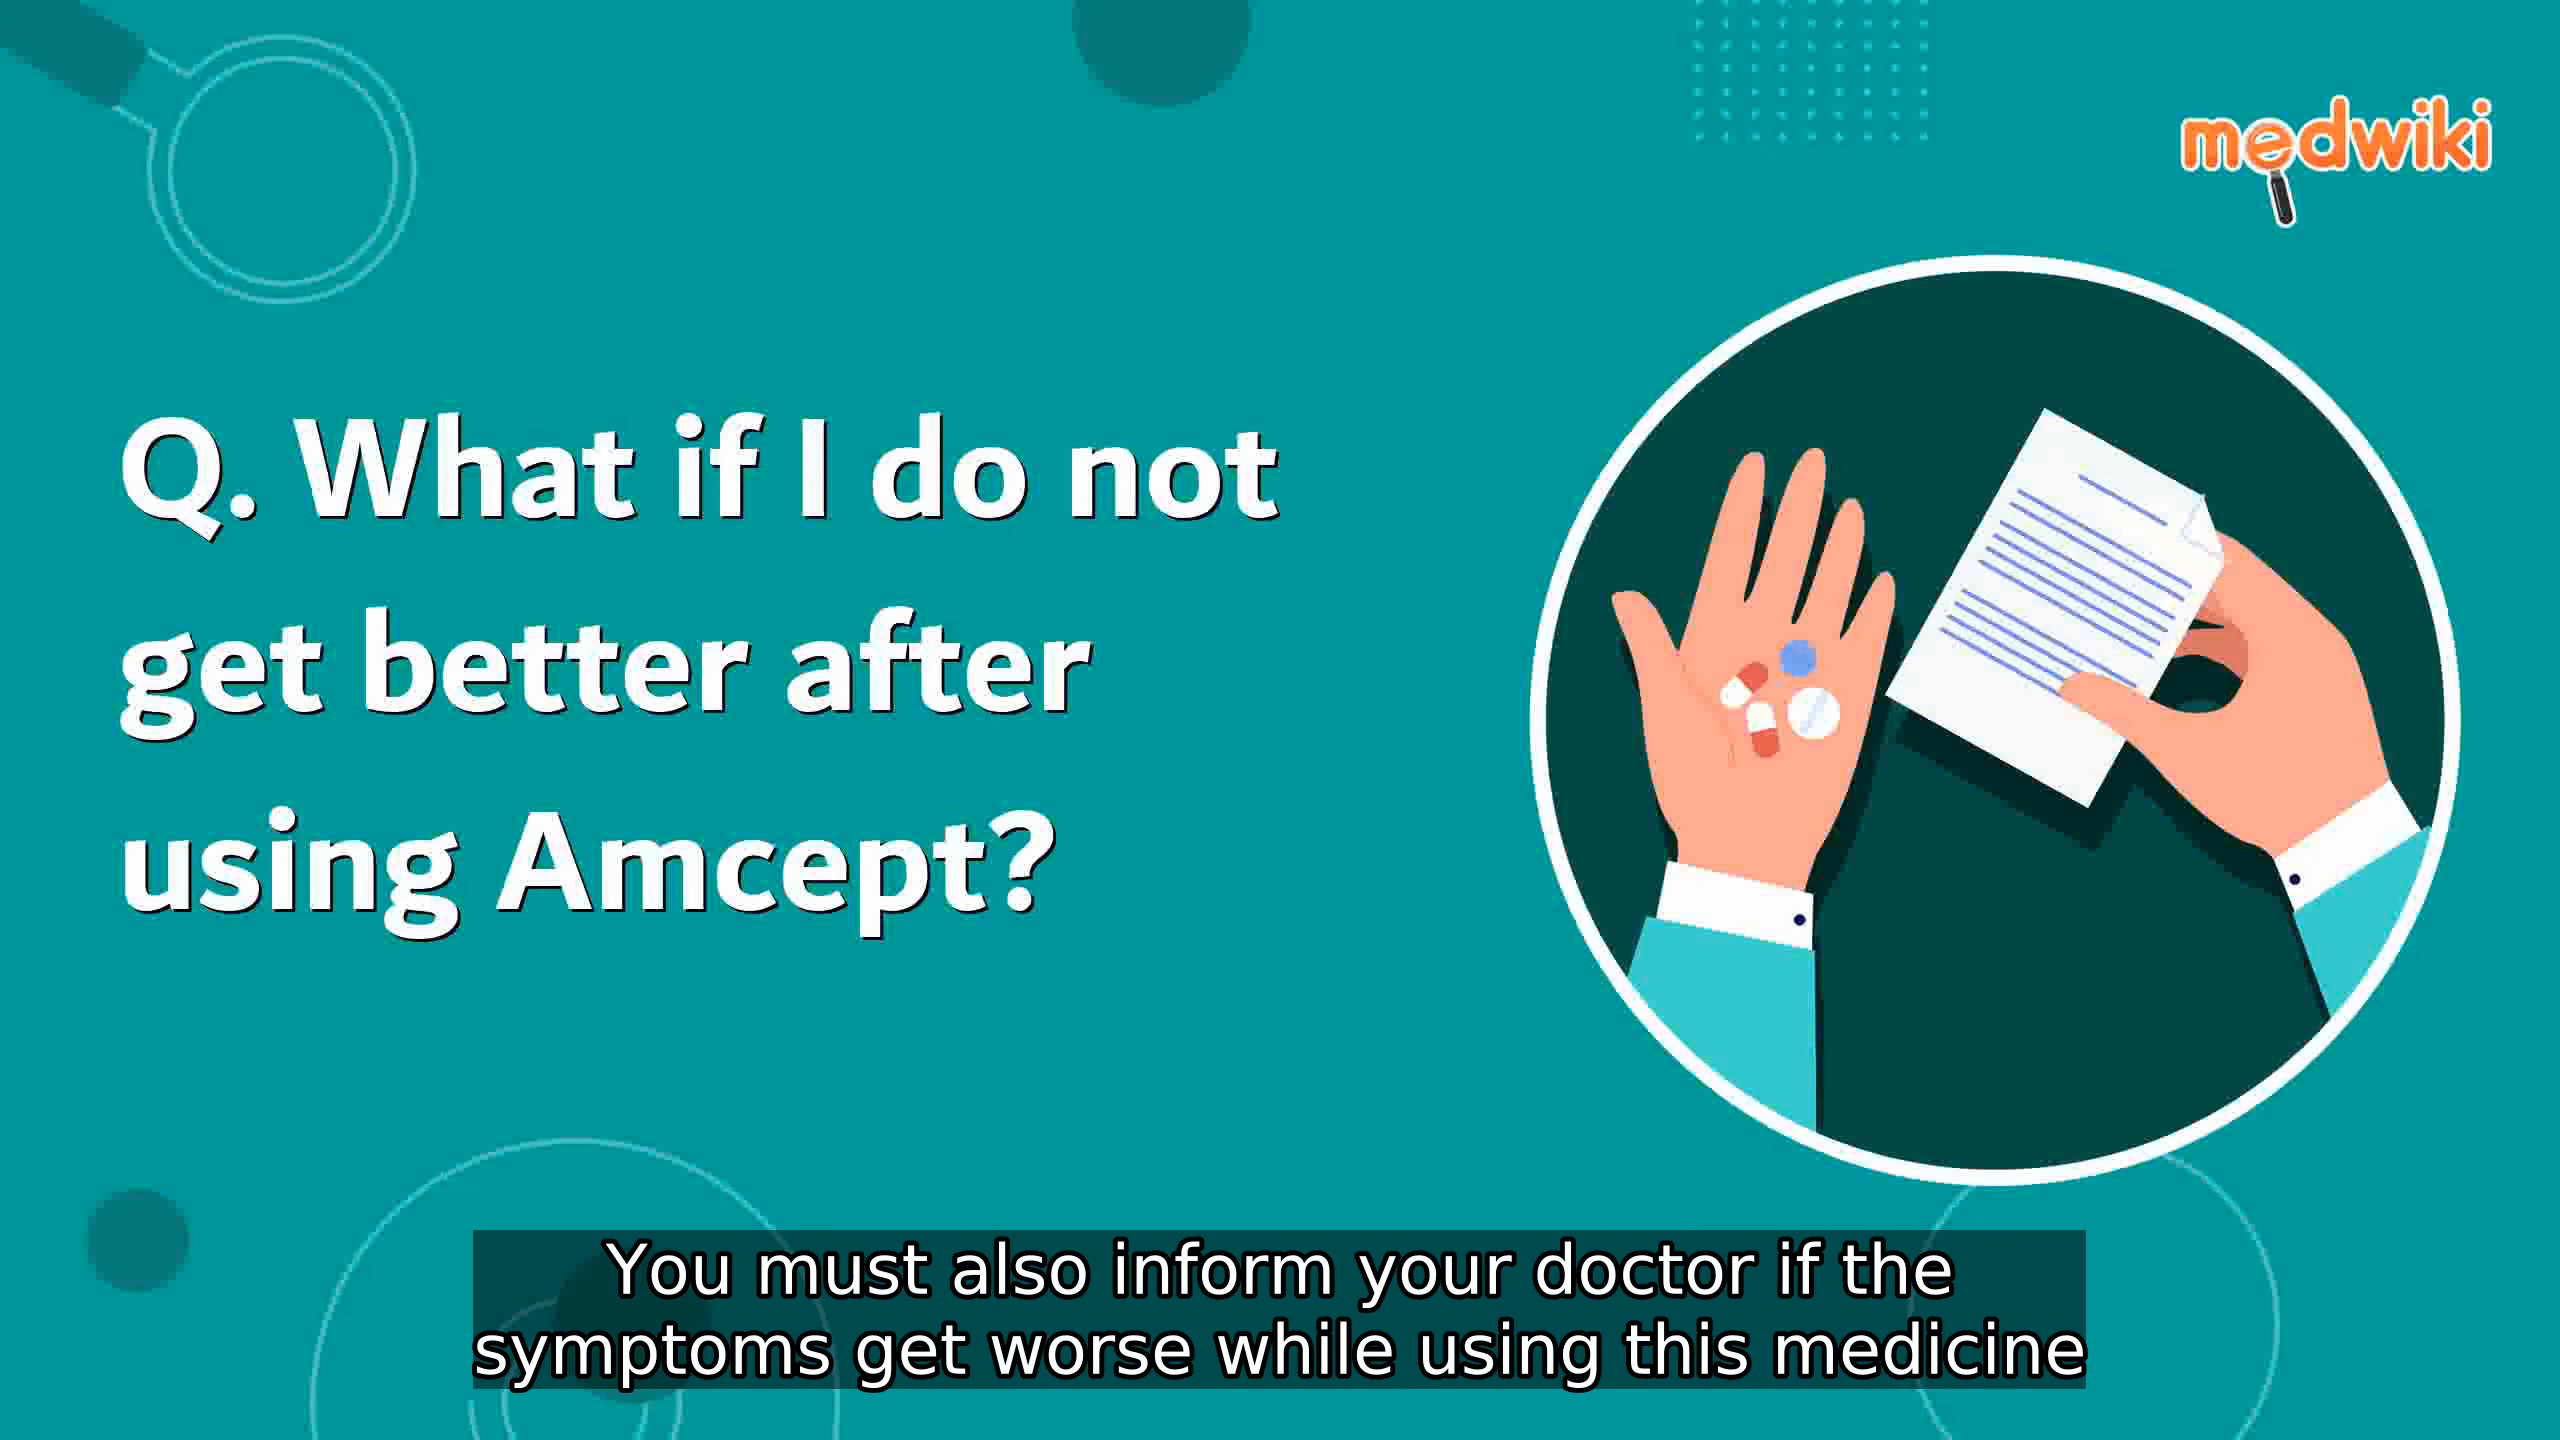 medwiki
Q. What if I do not
get better after
using Amcept?
You must also inform your doctor if the
symptoms get worse while using this medicine